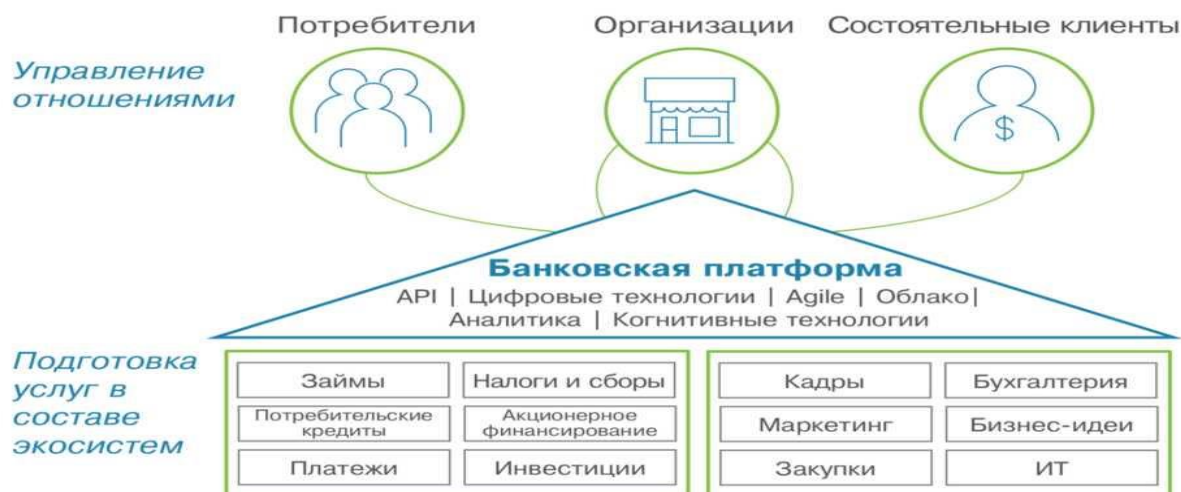 Потребители
Организации
Состоятельные клиенты
Управление
отношениями
$
Банковская платформа
API | Цифровые технологии | Agile | Облако|
Аналитика | Когнитивные технологии
Подготовка
услуг в
составе
экосистем
Займы
Налоги и сборы
Потребительские
кредиты
Акционерное
финансирование
Платежи
Инвестиции
Кадры
Бухгалтерия
Маркетинг
Бизнес-идеи
Закупки
ИТ